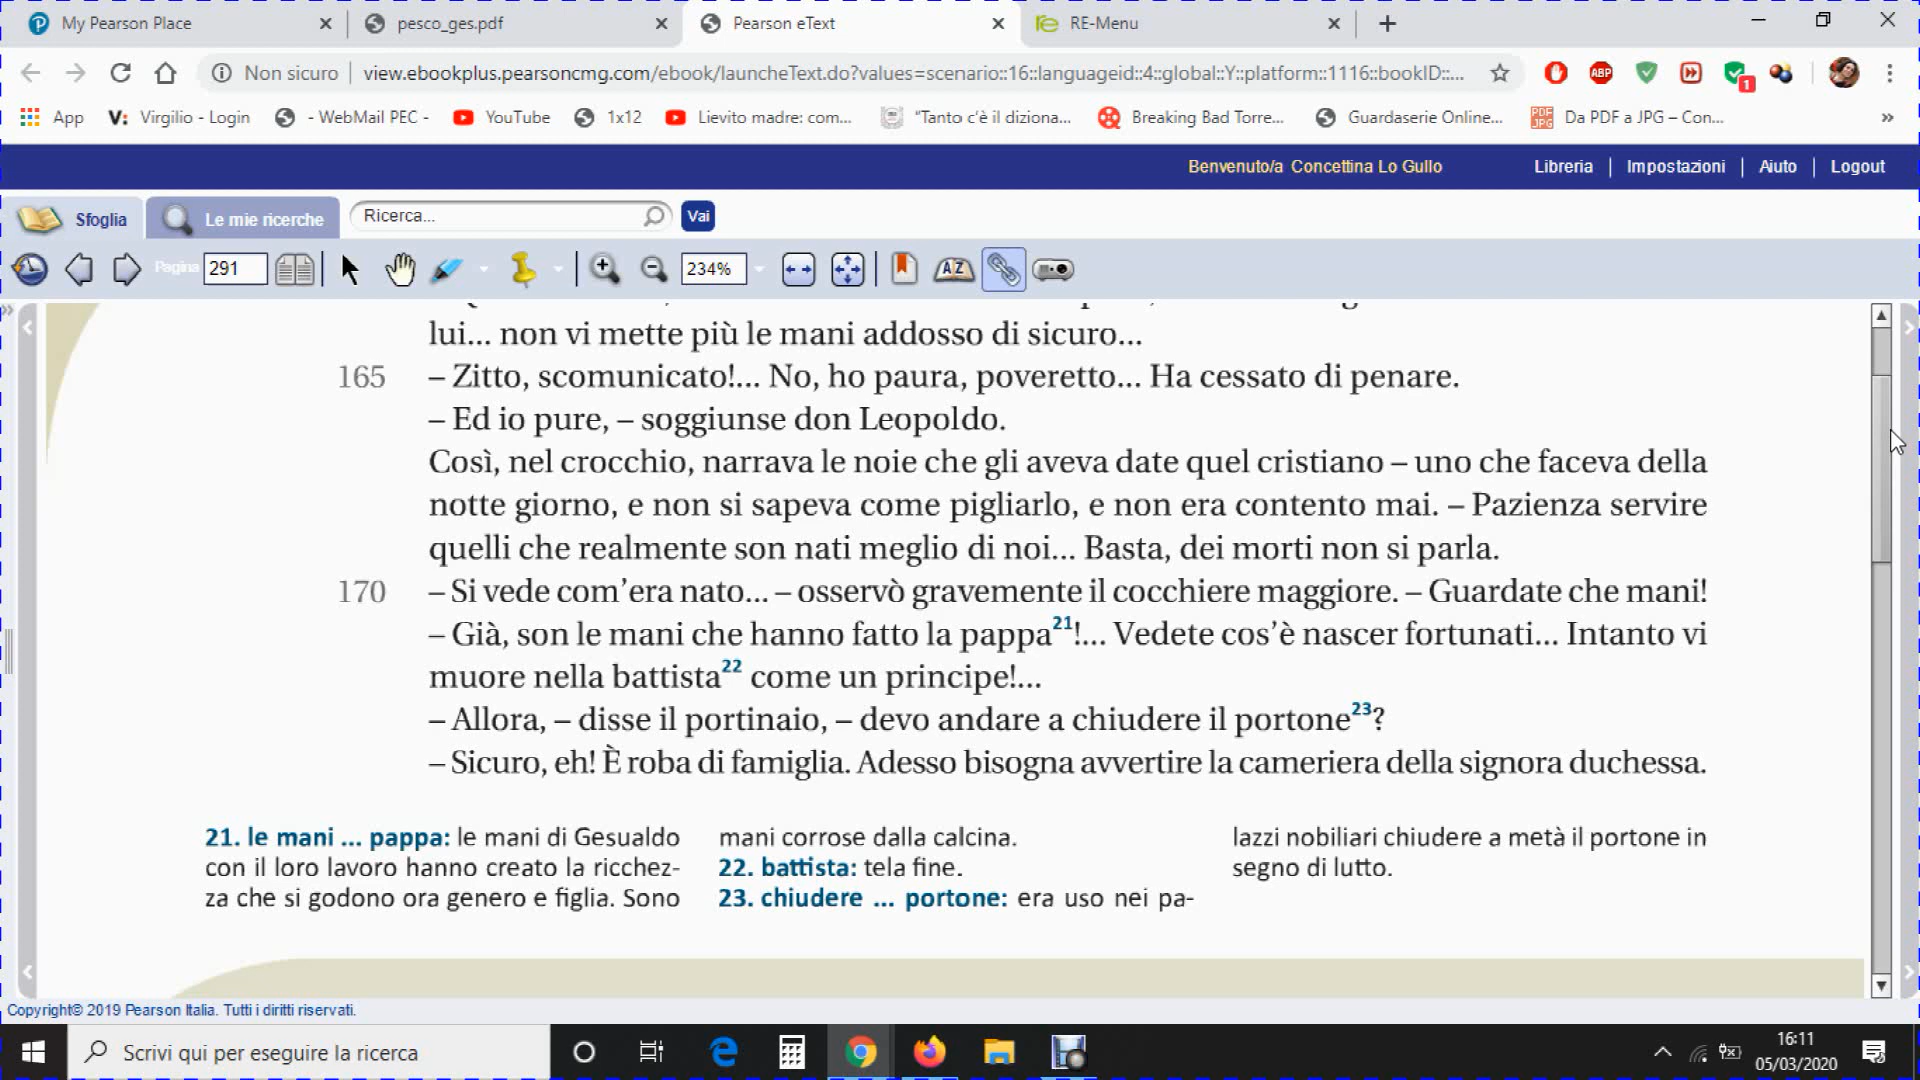 My Pearson Place
pesco_ges.pdf
Pearson eText
RE-Menu
Non sicuro
view.ebookplus.pearsoncmg.com/ebook/launcheText.do?values=scenario::16::languageid::4::global::Y::platform::1116::bookID::...
ABP
1
App
Virgilio - Login
- WebMail PEC -
YouTube
1x12
Lievito madre: com...
"Tanto c'è il diziona...
Breaking Bad Torre...
Guardaserie Online...
Da PDF a JPG – Con...
»
Benvenuto/a Concettina Lo Gullo
Libreria | Impostazioni | Aiuto | Logout
Sfoglia
Le mie ricerche
Ricerca...
Vai
Pagina 291
234%
AZ
lui... non vi mette più le mani addosso di sicuro...
165 – Zitto, scomunicato!... No, ho paura, poveretto... Ha cessato di penare.
– Ed io pure, – soggiunse don Leopoldo.
Così, nel crocchio, narrava le noie che gli aveva date quel cristiano – uno che faceva della
notte giorno, e non si sapeva come pigliarlo, e non era contento mai. – Pazienza servire
quelli che realmente son nati meglio di noi... Basta, dei morti non si parla.
170 – Si vede com'era nato... – osservò gravemente il cocchiere maggiore. – Guardate che mani!
– Già, son le mani che hanno fatto la pappa21!... Vedete cos'è nascer fortunati... Intanto vi
muore nella battista22 come un principe!...
– Allora, – disse il portinaio, – devo andare a chiudere il portone23?
– Sicuro, eh! È roba di famiglia. Adesso bisogna avvertire la cameriera della signora duchessa.
21. le mani ... pappa: le mani di Gesualdo
con il loro lavoro hanno creato la ricchez-
za che si godono ora genero e figlia. Sono
mani corrose dalla calcina.
22. battista: tela fine.
23. chiudere ... portone: era uso nei pa-
lazzi nobiliari chiudere a metà il portone in
segno di lutto.
Copyright© 2019 Pearson Italia. Tutti i diritti riservati.
Scrivi qui per eseguire la ricerca
16:11
05/03/2020